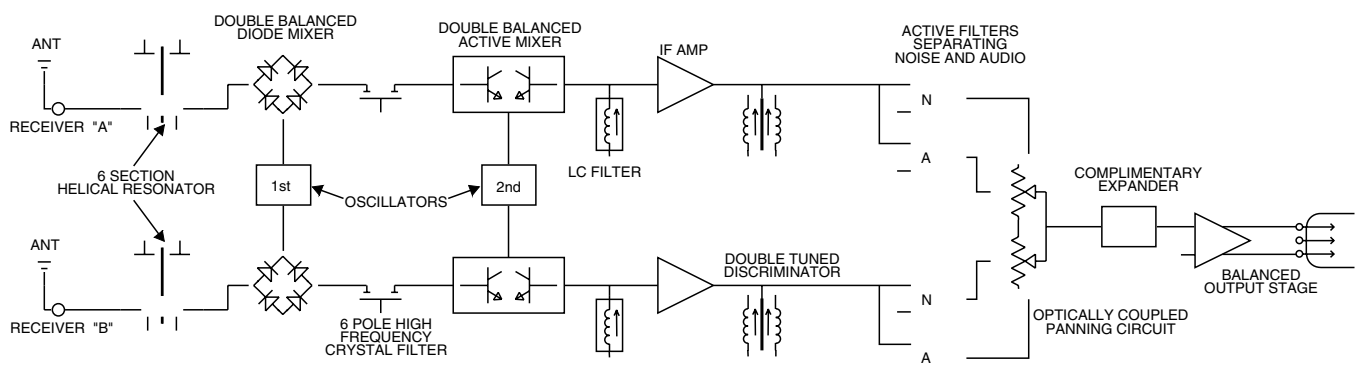 DOUBLE BALANCED
DIODE MIXER
DOUBLE BALANCED
ACTIVE MIXER
ACTIVE FILTERS
SEPARATING
NOISE AND AUDIO
ANT
IF AMP
N
RECEIVER "A"
A
6 SECTION
HELICAL RESONATOR
1st
OSCILLATORS
2nd
LC FILTER
COMPLIMENTARY
EXPANDER
ANT
DOUBLE TUNED
DISCRIMINATOR
BALANCED
OUTPUT STAGE
N
RECEIVER "B"
6 POLE HIGH
FREQUENCY
CRYSTAL FILTER
OPTICALLY COUPLED
PANNING CIRCUIT
A